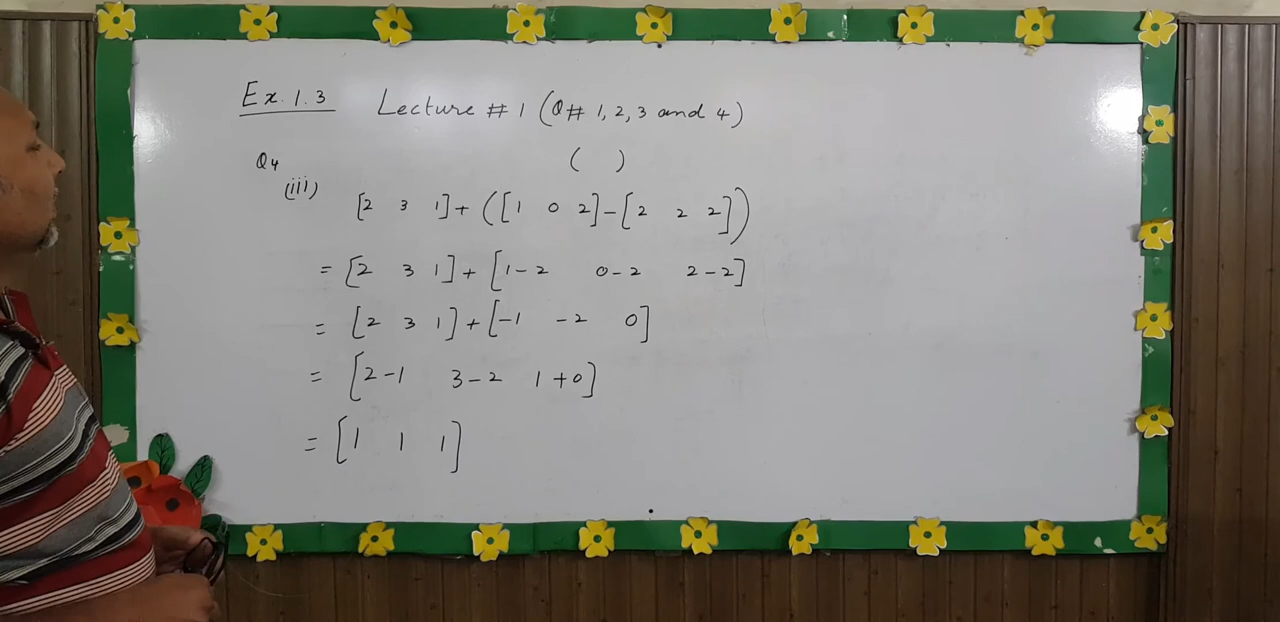 Ex. 1.3 Lecture # 1 (Q# 1, 2, 3 and 4)
Q4 ( )
(iii)
[2 3 1] + ([1 0 2] - [2 2 2])
= [2 3 1] + [1-2 0-2 2-2]
= [2 3 1] + [-1 -2 0]
= [2-1 3-2 1+0]
= [1 1 1]